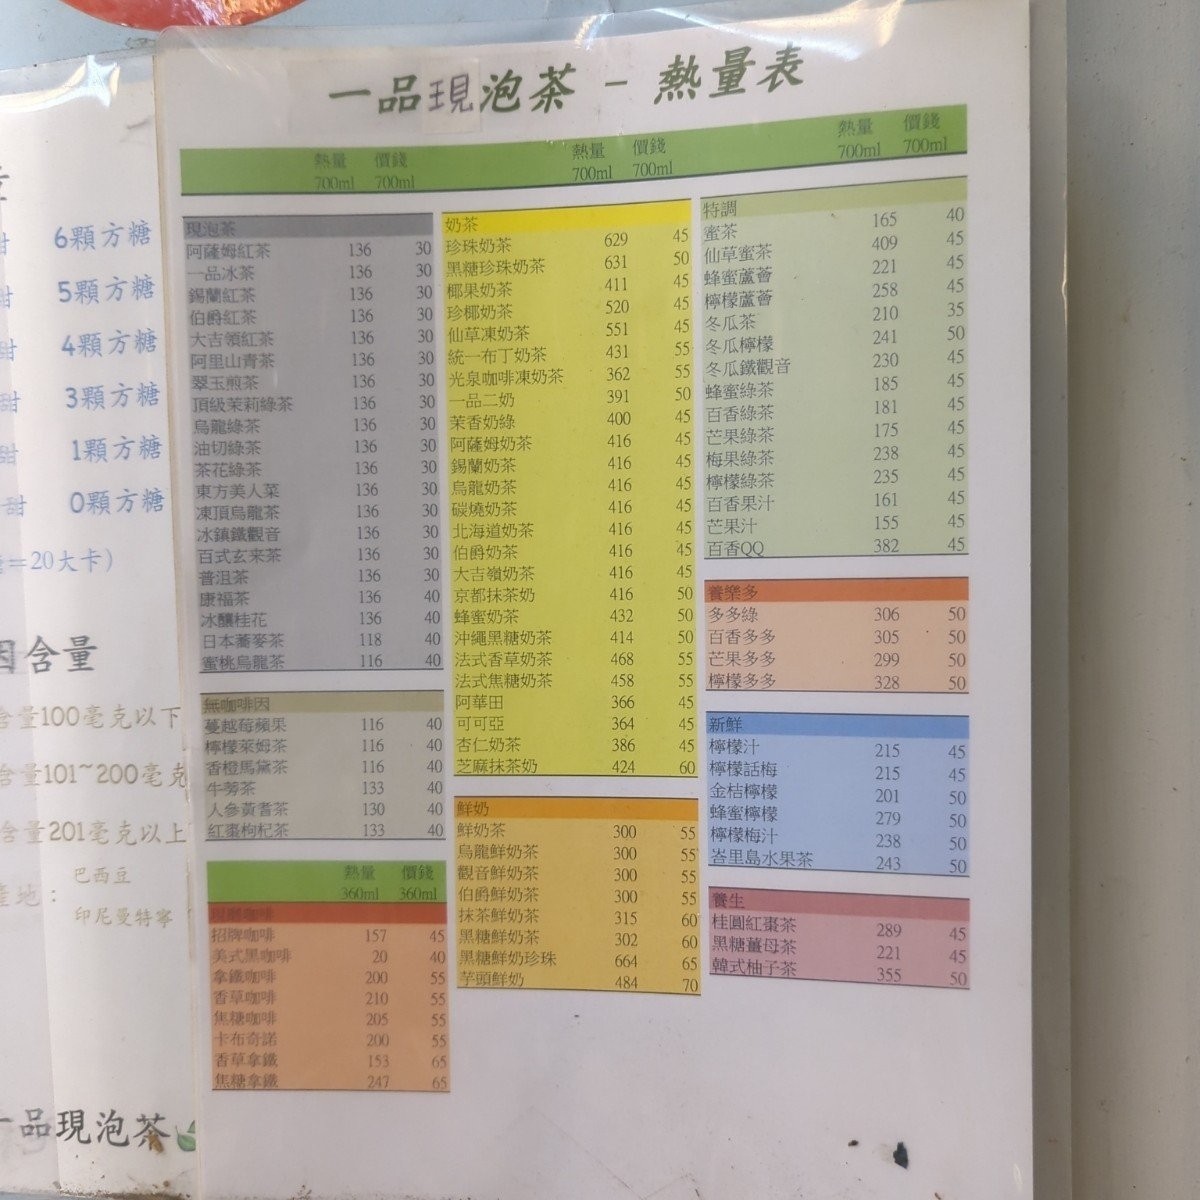 一品現泡茶 - 熱量表
熱量 價錢
700ml 700ml
現泡茶
阿薩姆紅茶 136 30
一品冰茶 136 30
錫蘭紅茶 136 30
伯爵紅茶 136 30
大吉領紅茶 136 30
阿里山青茶 136 30
翠玉煎茶 136 30
頂級茉莉綠茶 136 30
烏龍綠茶 136 30
油切綠茶 136 30
茶花綠茶 136 30
東方美人菜 136 30
凍頂烏龍茶 136 30
冰鎮鐵觀音 136 30
百式玄来茶 136 30
普沮茶 136 30
康福茶 136 40
冰釀桂花 136 40
日本蕎麥茶 118 40
蜜桃烏龍茶 116 40
無咖啡因
蔓越莓蘋果 116 40
檸檬萊姆茶 116 40
香橙馬黛茶 116 40
牛蒡茶 133 40
人參黃耆茶 130 40
紅棗枸杞茶 133 40
熱量 價錢
360ml 360ml
咖啡
招牌咖啡 157 45
美式黑咖啡 20 40
拿鐵咖啡 200 55
香草咖啡 210 55
焦糖咖啡 205 55
卡布奇諾 200 55
香草拿鐵 153 65
焦糖拿鐵 247 65
熱量 價錢
700ml 700ml
奶茶
珍珠奶茶 629 45
黑糖珍珠奶茶 631 50
椰果奶茶 411 45
珍椰奶茶 520 45
仙草凍奶茶 551 45
統一布丁奶茶 431 55
光泉咖啡凍奶茶 362 55
一品二奶 391 50
茉香奶綠 400 45
阿薩姆奶茶 416 45
錫蘭奶茶 416 45
烏龍奶茶 416 45
碳燒奶茶 416 45
北海道奶茶 416 45
伯爵奶茶 416 45
大吉嶺奶茶 416 45
京都抹茶奶 416 50
蜂蜜奶茶 432 50
沖繩黑糖奶茶 414 50
法式香草奶茶 468 55
法式焦糖奶茶 458 55
阿華田 366 45
可可亞 364 45
杏仁奶茶 386 45
芝麻抹茶奶 424 60
鮮奶
鮮奶茶 300 55
烏龍鮮奶茶 300 55
觀音鮮奶茶 300 55
伯爵鮮奶茶 300 55
抹茶鮮奶茶 315 60
黑糖鮮奶茶 302 60
黑糖鮮奶珍珠 664 65
芋頭鮮奶 484 70
熱量 價錢
700ml 700ml
特調
蜜茶 165 40
仙草蜜茶 409 45
蜂蜜蘆薈 221 45
檸檬蘆薈 258 45
冬瓜茶 210 35
冬瓜檸檬 241 50
冬瓜鐵觀音 230 45
蜂蜜綠茶 185 45
百香綠茶 181 45
芒果綠茶 175 45
梅果綠茶 238 45
檸檬綠茶 235 45
百香果汁 161 45
芒果汁 155 45
百香QQ 382 45
養樂多
多多綠 306 50
百香多多 305 50
芒果多多 299 50
檸檬多多 328 50
新鮮
檸檬汁 215 45
檸檬話梅 215 45
金桔檸檬 201 50
蜂蜜檸檬 279 50
檸檬梅汁 238 50
峇里島水果茶 243 50
養生
桂圓紅棗茶 289 45
黑糖薑母茶 221 45
韓式柚子茶 355 50
甜 6顆方糖
甜 5顆方糖
甜 4顆方糖
甜 3顆方糖
甜 1顆方糖
甜 0顆方糖
=20大卡)
因含量
含量100毫克以下
含量101~200毫克
含量201毫克以上
產地： 巴西豆
印尼曼特寧
一品現泡茶